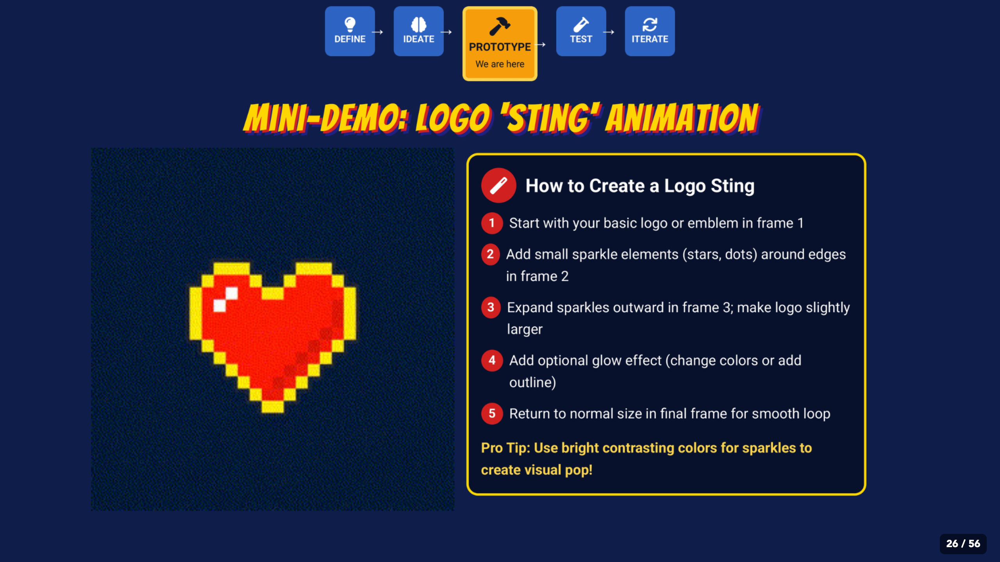 DEFINE → IDEATE → PROTOTYPE → TEST → ITERATE
We are here
MINI-DEMO: LOGO 'STING' ANIMATION
How to Create a Logo Sting
1 Start with your basic logo or emblem in frame 1
2 Add small sparkle elements (stars, dots) around edges
in frame 2
3 Expand sparkles outward in frame 3; make logo slightly
larger
4 Add optional glow effect (change colors or add
outline)
5 Return to normal size in final frame for smooth loop
Pro Tip: Use bright contrasting colors for sparkles to
create visual pop!
26 / 56